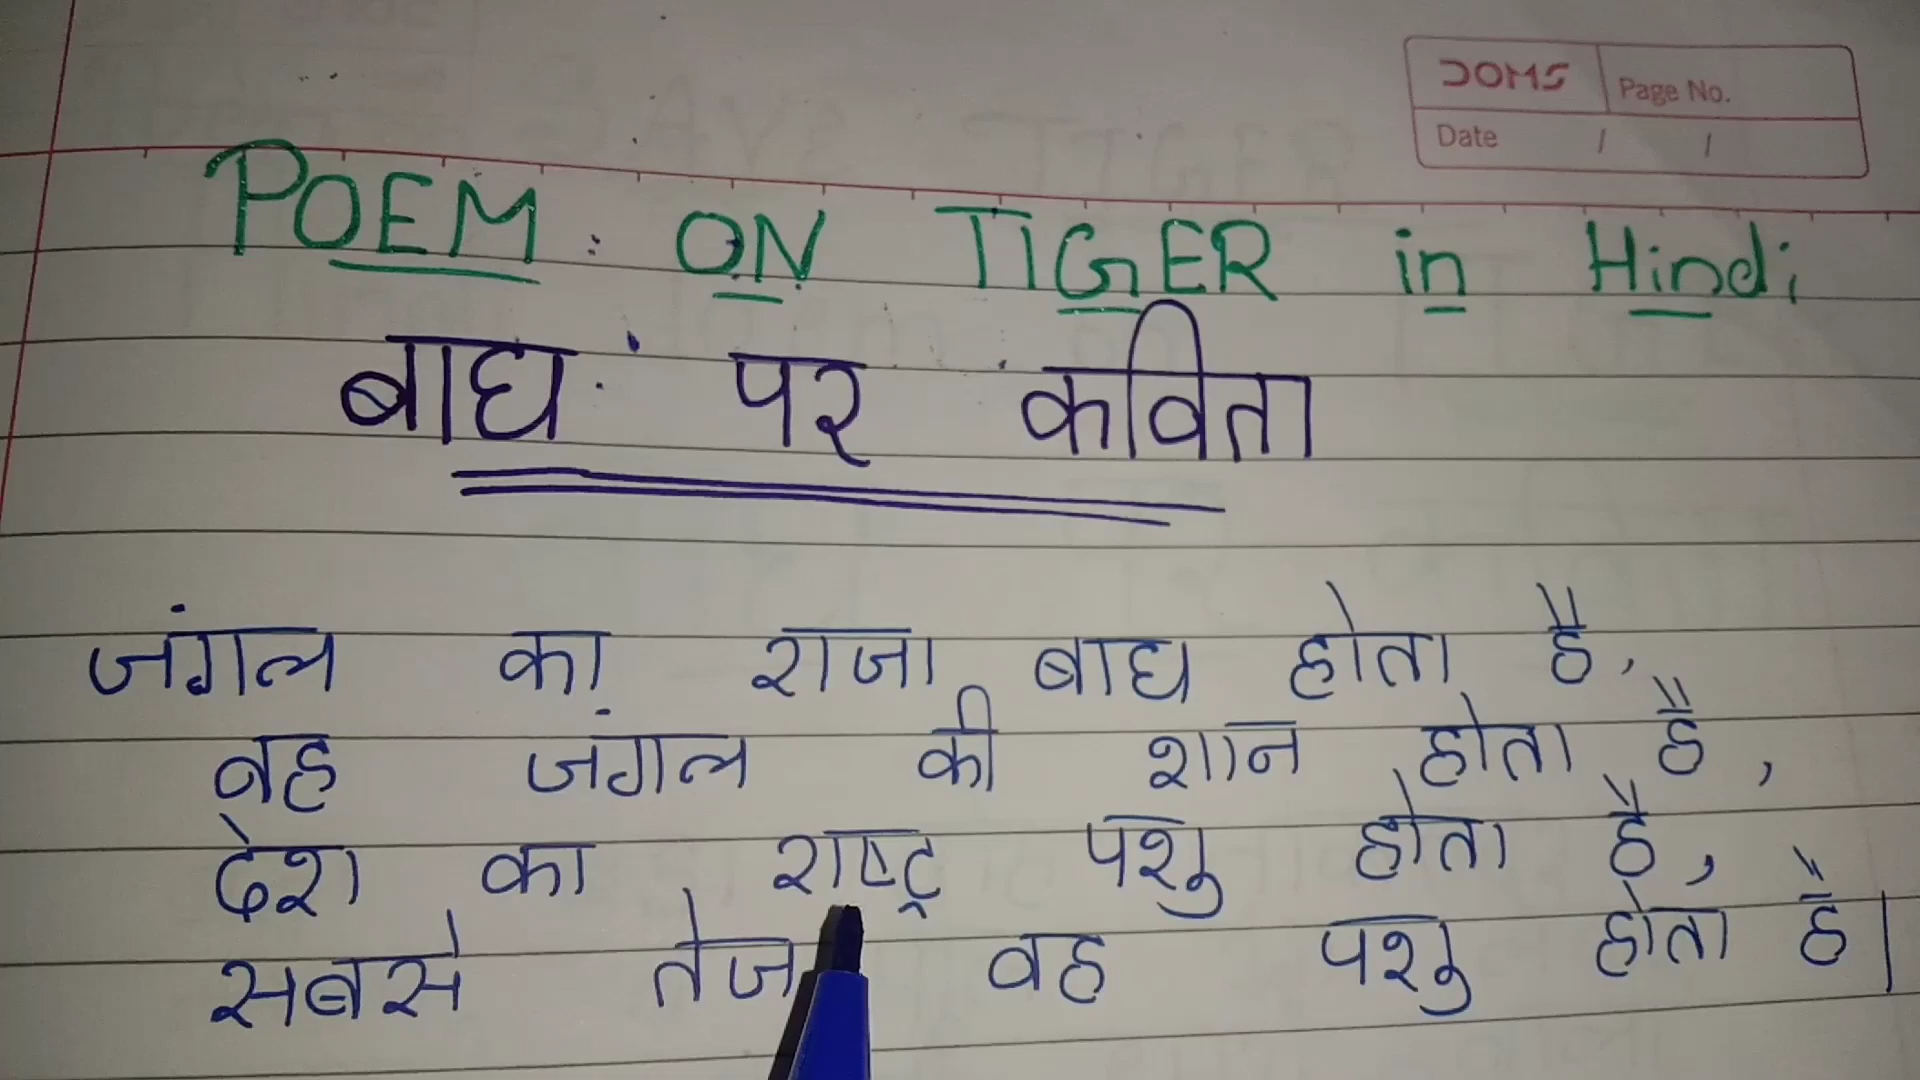 DOMS Page No.
Date / /
POEM ON TIGER in Hindi
बाघ पर कविता
जंगल का राजा बाघ होता है,
वह जंगल की शान होता है,
देश का राष्ट्र पशु होता है,
सबसे तेज वह पशु होता है।